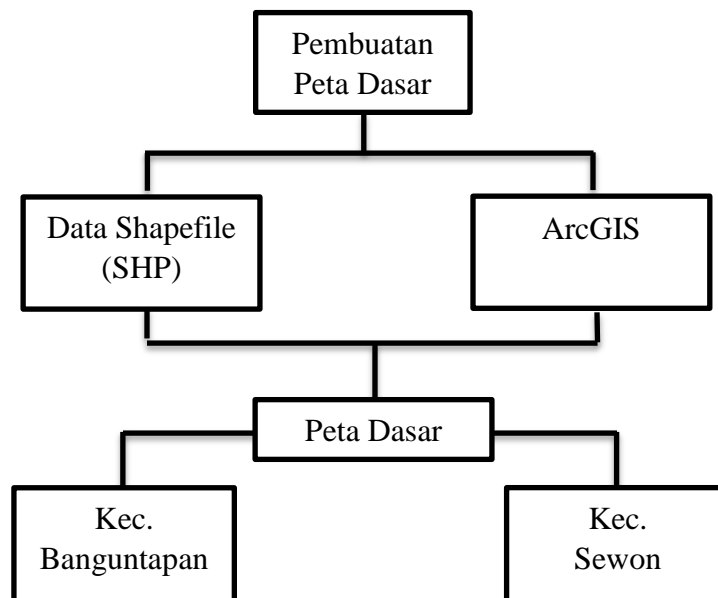 Pembuatan
Peta Dasar
Data Shapefile
(SHP)
ArcGIS
Peta Dasar
Kec.
Banguntapan
Kec.
Sewon